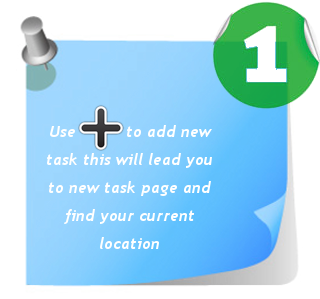 1
Use + to add new
task this will lead you
to new task page and
find your current
location